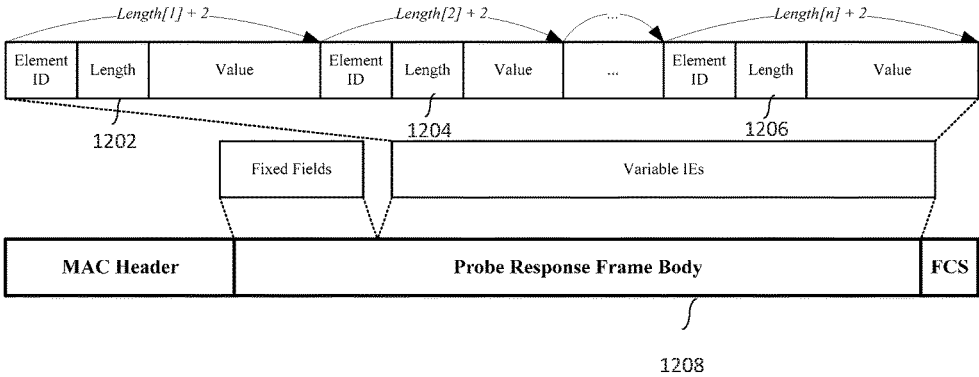 Length[1] + 2 Length[2] + 2 ... Length[n] + 2
Element ID Length Value Element ID Length Value ... Element ID Length Value
1202 1204 1206
Fixed Fields Variable IEs
MAC Header Probe Response Frame Body FCS
1208